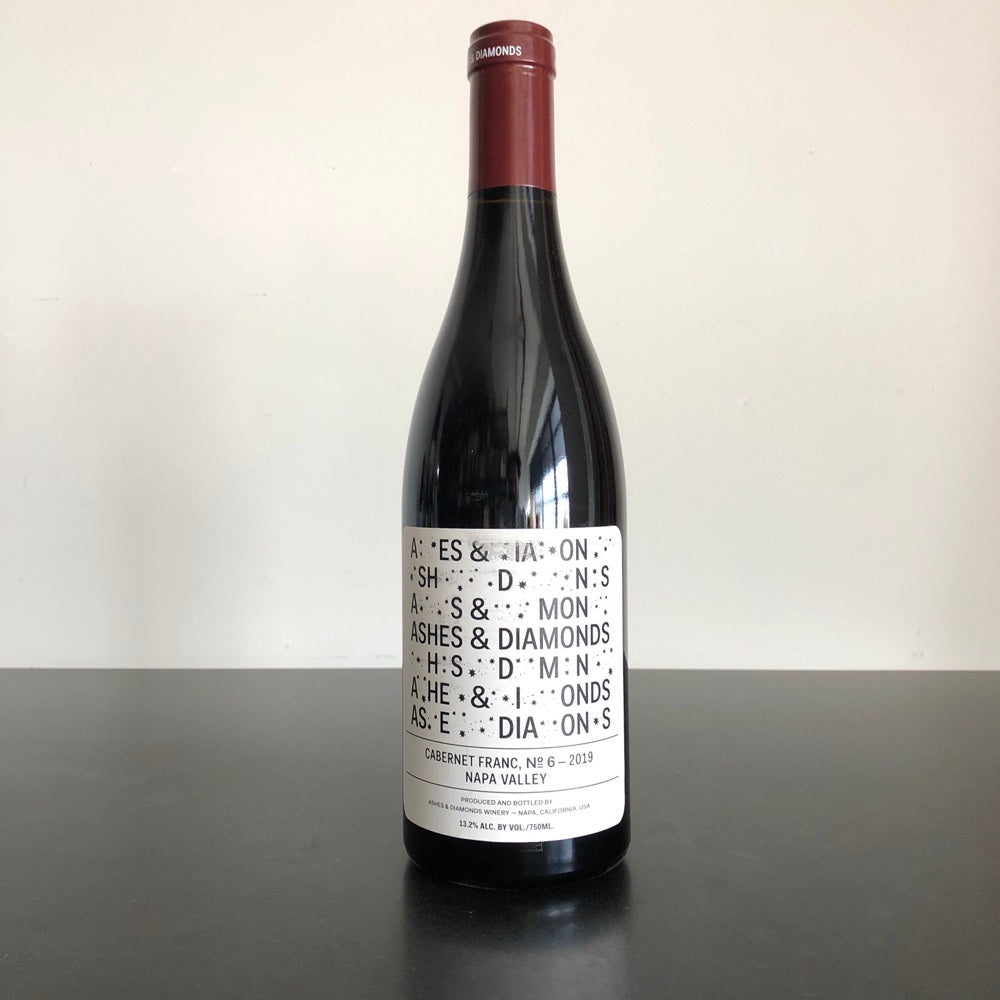 & DIAMONDS
A ES & IA ON
SH D N S
A S & MON
ASHES & DIAMONDS
H S D M N
A HE & I ONDS
AS E DIA ON S
CABERNET FRANC, Nº 6 – 2019
NAPA VALLEY
PRODUCED AND BOTTLED BY
ASHES & DIAMONDS WINERY — NAPA, CALIFORNIA, USA
13.2% ALC. BY VOL./750ML.